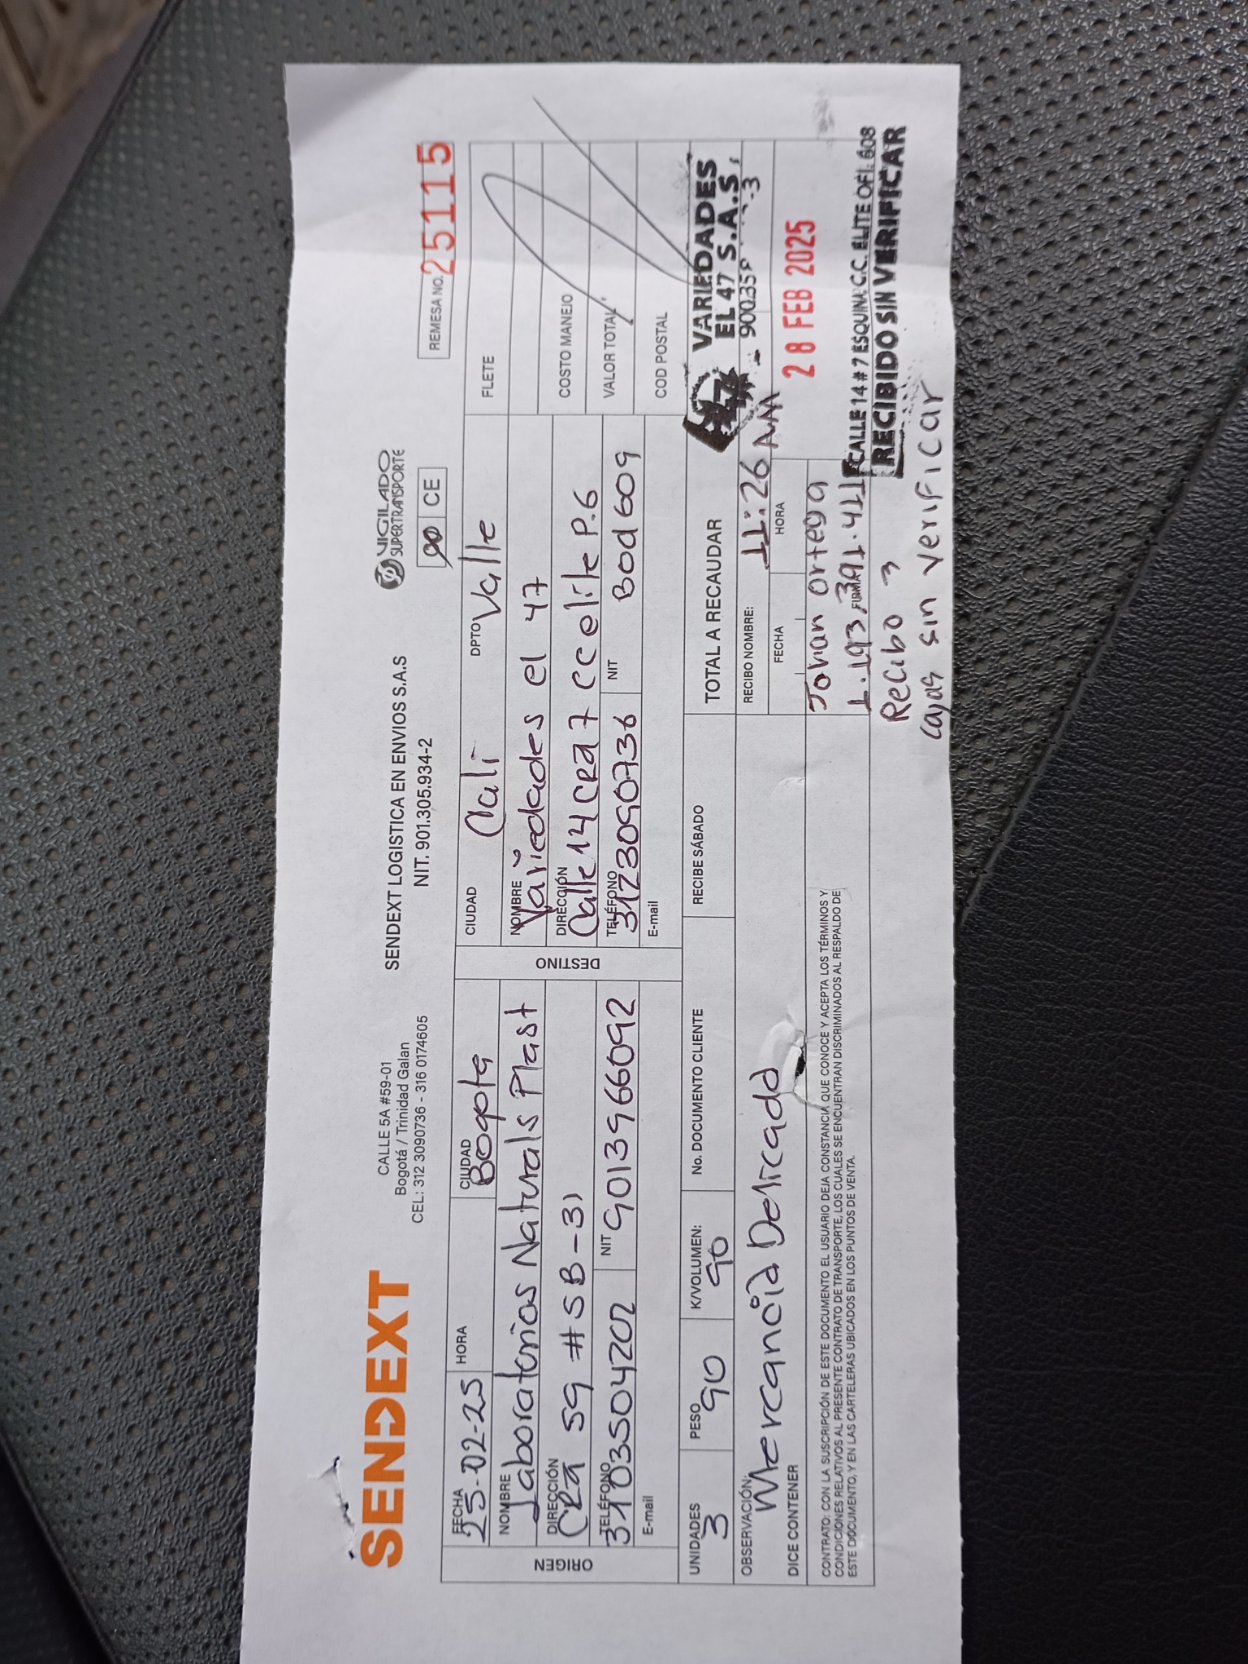 SENDEXT
CALLE 5A #59-01
Bogotá / Trinidad Galan
CEL: 312 3090736 - 316 0174605
SENDEXT LOGISTICA EN ENVIOS S.A.S
NIT. 901.305.934-2
VIGILADO
SUPERTRANSPORTE
CE
REMESA NO. 25115
ORIGEN
FECHA 25-02-25
HORA
CIUDAD Bogota
NOMBRE Laboratorios Naturals Plast
DIRECCIÓN CRA 59 # 5B-31
TELÉFONO 3103504202
NIT 9013966092
E-mail
DESTINO
CIUDAD Cali
DPTO Valle
NOMBRE Variedades el 47
DIRECCIÓN Calle 14 CRA 7 CC elite P.6
TELÉFONO 3123090736
NIT Bod 609
E-mail
FLETE
COSTO MANEJO
VALOR TOTAL
COD POSTAL
UNIDADES 3
PESO 90
K/VOLUMEN: 90
No. DOCUMENTO CLIENTE
RECIBE SÁBADO
TOTAL A RECAUDAR
OBSERVACIÓN: Mercancia Delicada
DICE CONTENER
RECIBO NOMBRE:
FECHA
HORA 11:26 AM
Johan ortega
FIRMA 1.193.391.411
Recibo 3
cajas sin verificar
CONTRATO: CON LA SUSCRIPCIÓN DE ESTE DOCUMENTO EL USUARIO DEJA CONSTANCIA QUE CONOCE Y ACEPTA LOS TÉRMINOS Y
CONDICIONES RELATIVOS AL PRESENTE CONTRATO DE TRANSPORTE, LOS CUALES SE ENCUENTRAN DISCRIMINADOS AL RESPALDO DE
ESTE DOCUMENTO, Y EN LAS CARTELERAS UBICADOS EN LOS PUNTOS DE VENTA.
VARIEDADES
EL 47 S.A.S.
28 FEB 2025
CALLE 14 # 7 ESQUINA C.C. ELITE OFI. 608
RECIBIDO SIN VERIFICAR